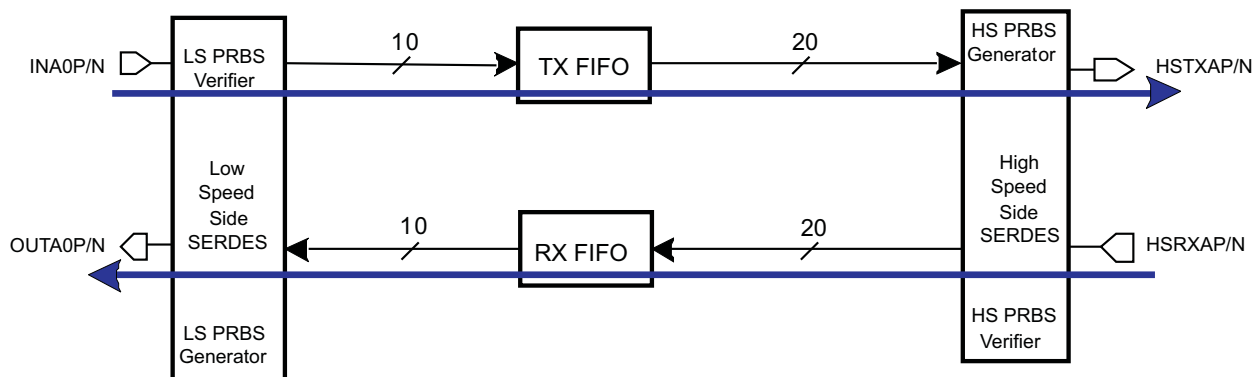 INA0P/N
LS PRBS
Verifier
10
TX FIFO
20
HS PRBS
Generator
HSTXAP/N
Low
Speed
Side
SERDES
High
Speed
Side
SERDES
OUTA0P/N
10
RX FIFO
20
HSRXAP/N
LS PRBS
Generator
HS PRBS
Verifier